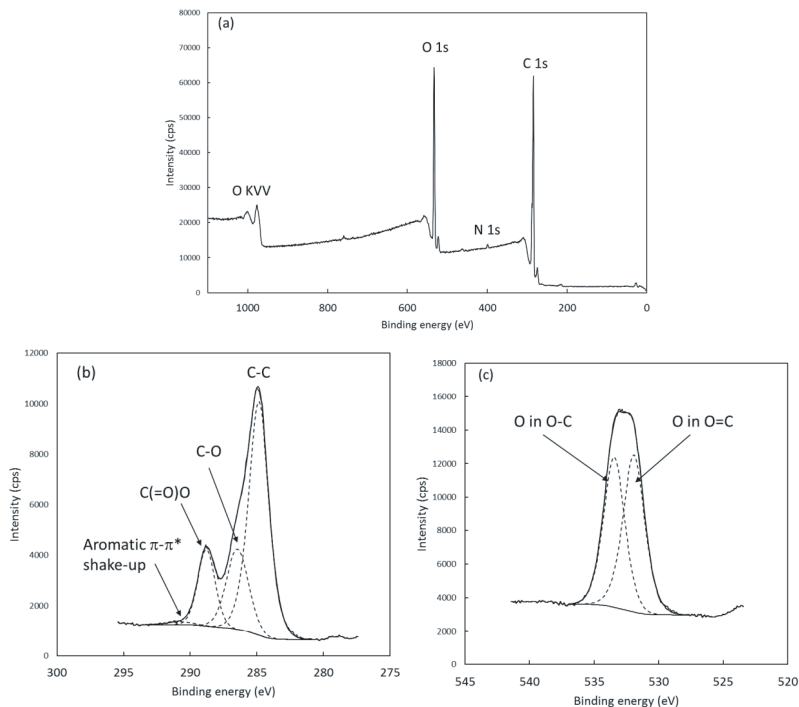 (a)
80000
70000
60000
50000
40000
30000
20000
10000
0
Intensity (cps)
O KVV
O 1s
N 1s
C 1s
1000 800 600 400 200 0
Binding energy (eV)
(b)
12000
10000
8000
6000
4000
2000
0
Intensity (cps)
C-C
C-O
C(=O)O
Aromatic π-π*
shake-up
300 295 290 285 280 275
Binding energy (eV)
(c)
18000
16000
14000
12000
10000
8000
6000
4000
2000
0
Intensity (cps)
O in O-C
O in O=C
545 540 535 530 525 520
Binding energy (eV)